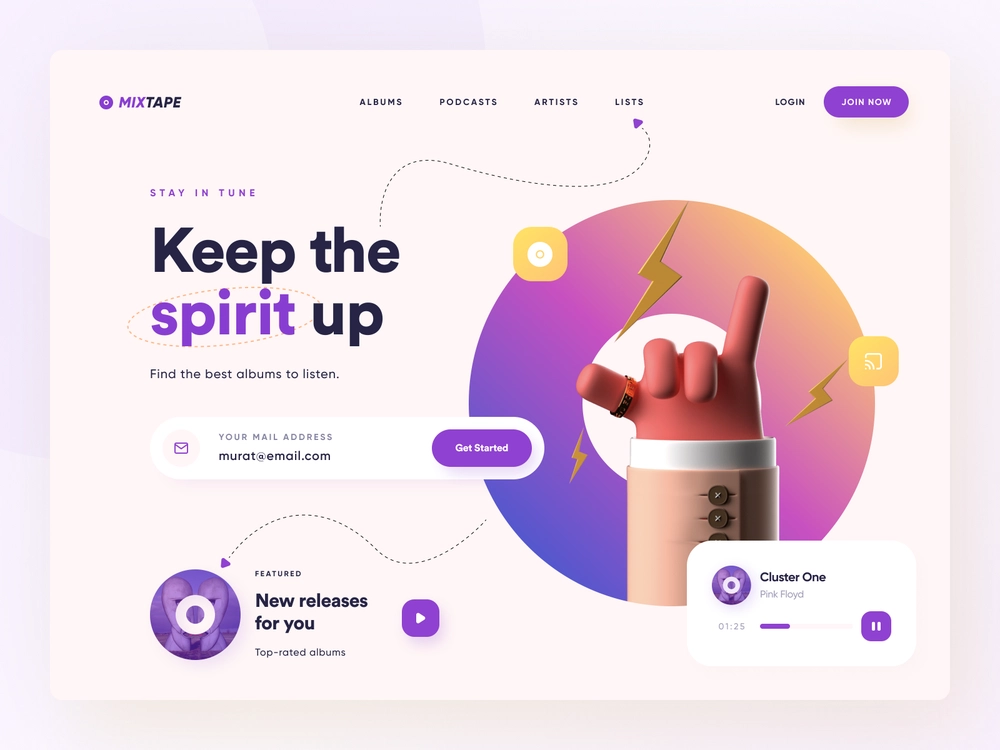 MIXTAPE
ALBUMS PODCASTS ARTISTS LISTS
LOGIN JOIN NOW
STAY IN TUNE
Keep the
spirit up
Find the best albums to listen.
YOUR MAIL ADDRESS
murat@email.com
Get Started
FEATURED
New releases
for you
Top-rated albums
Cluster One
Pink Floyd
01:25